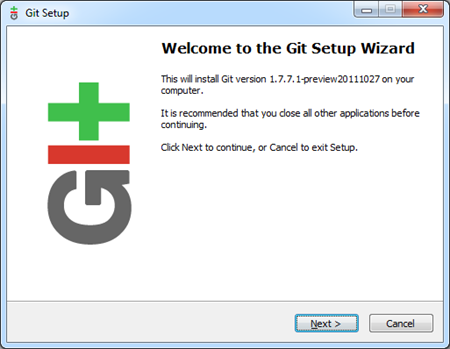 Git Setup
Welcome to the Git Setup Wizard
This will install Git version 1.7.7.1-preview20111027 on your
computer.
It is recommended that you close all other applications before
continuing.
Click Next to continue, or Cancel to exit Setup.
Git
Next >
Cancel